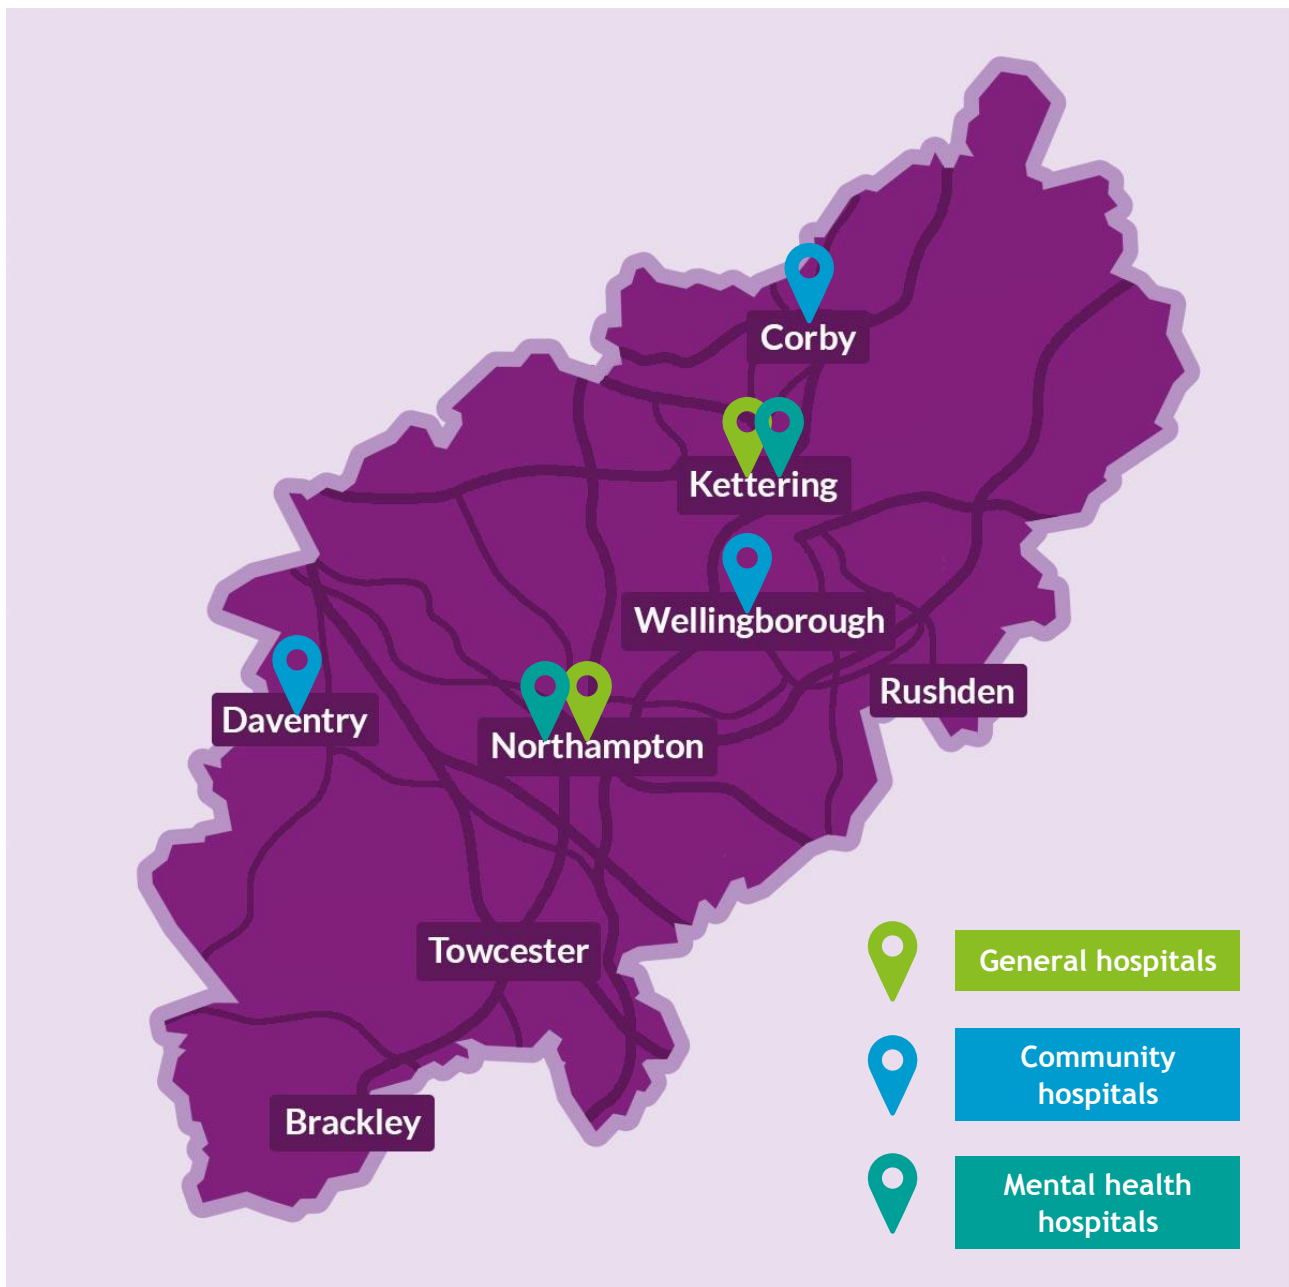 Corby
Kettering
Wellingborough
Rushden
Daventry
Northampton
Towcester
Brackley
General hospitals
Community
hospitals
Mental health
hospitals